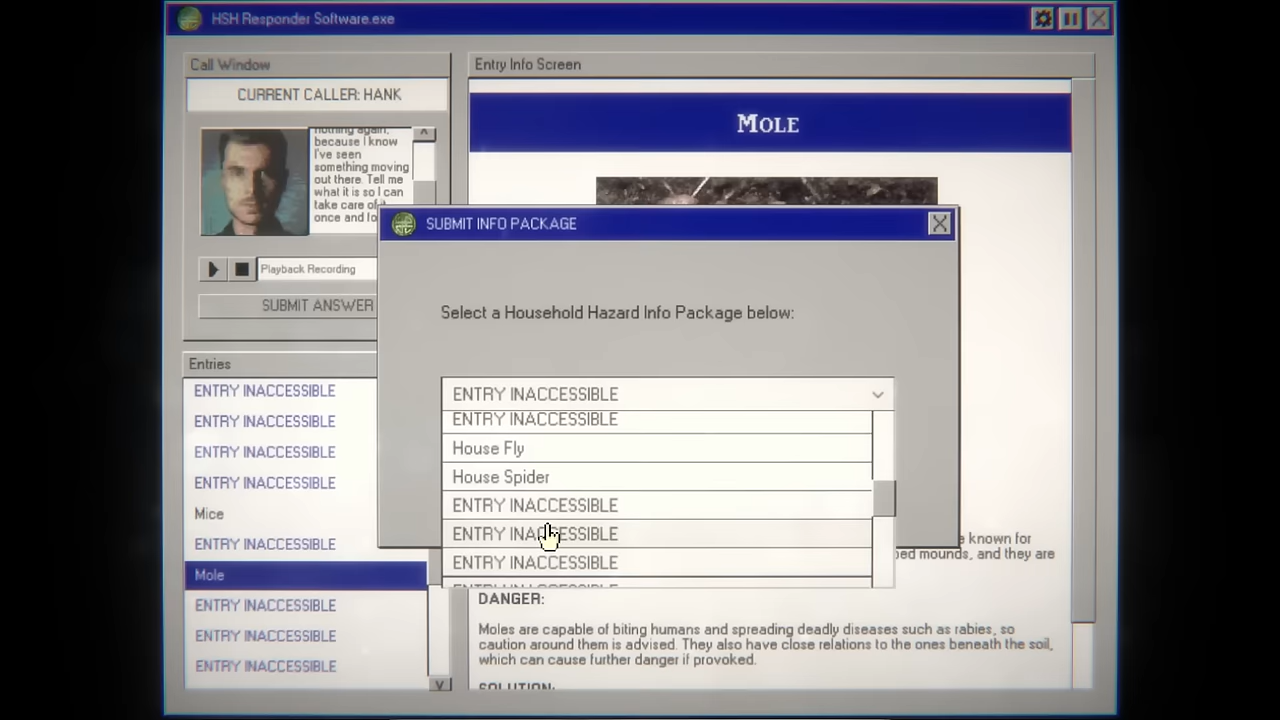 HSH Responder Software.exe
Call Window
CURRENT CALLER: HANK
nothing again,
because I know
I've seen
something moving
out there. Tell me
what it is so I can
take care of it
once and
Playback Recording
SUBMIT ANSWER
Entries
ENTRY INACCESSIBLE
ENTRY INACCESSIBLE
ENTRY INACCESSIBLE
ENTRY INACCESSIBLE
Mice
ENTRY INACCESSIBLE
Mole
ENTRY INACCESSIBLE
ENTRY INACCESSIBLE
ENTRY INACCESSIBLE
Entry Info Screen
MOLE
SUBMIT INFO PACKAGE
Select a Household Hazard Info Package below:
ENTRY INACCESSIBLE
ENTRY INACCESSIBLE
House Fly
House Spider
ENTRY INACCESSIBLE
ENTRY INACCESSIBLE
ENTRY INACCESSIBLE
ENTRY INACCESSIBLE
known for
mounds, and they are
DANGER:
Moles are capable of biting humans and spreading deadly diseases such as rabies, so
caution around them is advised. They also have close relations to the ones beneath the soil,
which can cause further danger if provoked.
SOLUTION: